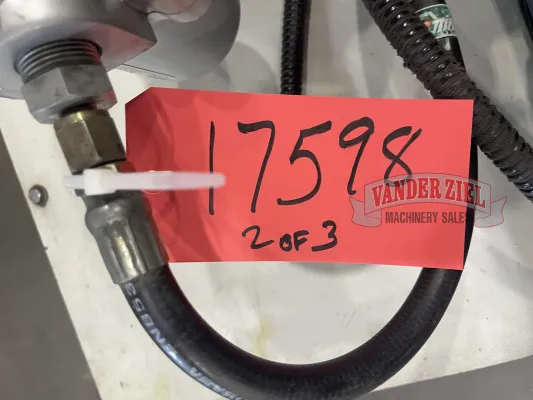 17598
2 OF 3
VANDER ZIEL
MACHINERY SALES